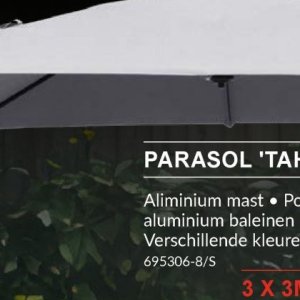 PARASOL 'TAH
Aliminium mast • Po
aluminium baleinen
Verschillende kleure
695306-8/S
3 X 3M